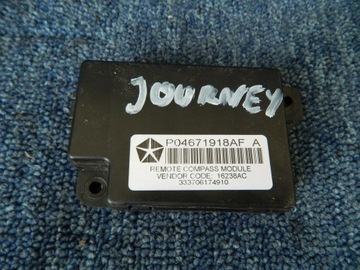 JOURNEY
P04671918AF A
REMOTE COMPASS MODULE
VENDOR CODE: 16238AC
333706174910